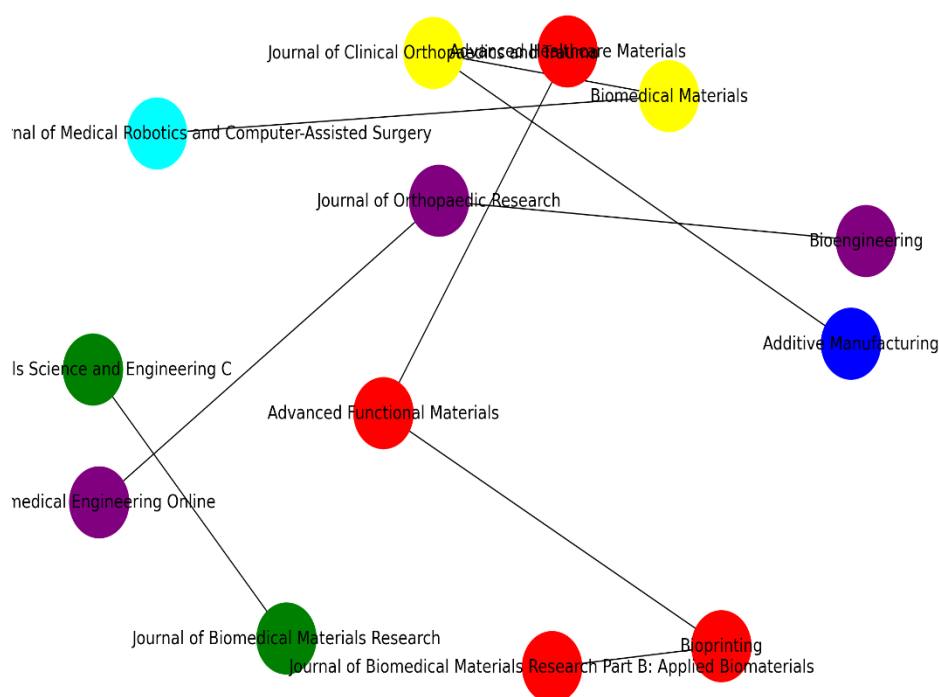 Journal of Clinical Orthopaedics and Trauma
Advanced Healthcare Materials
Biomedical Materials
nal of Medical Robotics and Computer-Assisted Surgery
Journal of Orthopaedic Research
Bioengineering
Additive Manufacturing
ls Science and Engineering C
Advanced Functional Materials
medical Engineering Online
Journal of Biomedical Materials Research
Bioprinting
Journal of Biomedical Materials Research Part B: Applied Biomaterials